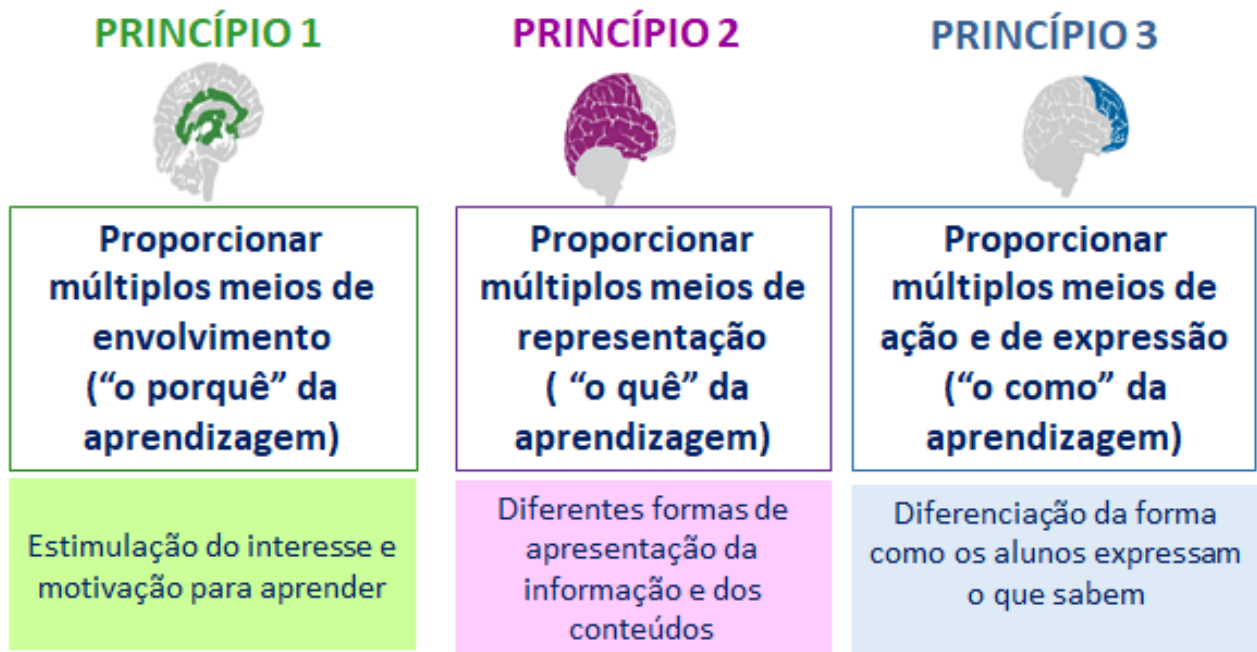 PRINCÍPIO 1
Proporcionar
múltiplos meios de
envolvimento
(“o porquê” da
aprendizagem)
Estimulação do interesse e
motivação para aprender
PRINCÍPIO 2
Proporcionar
múltiplos meios de
representação
( “o quê” da
aprendizagem)
Diferentes formas de
apresentação da
informação e dos
conteúdos
PRINCÍPIO 3
Proporcionar
múltiplos meios de
ação e de expressão
(“o como” da
aprendizagem)
Diferenciação da forma
como os alunos expressam
o que sabem